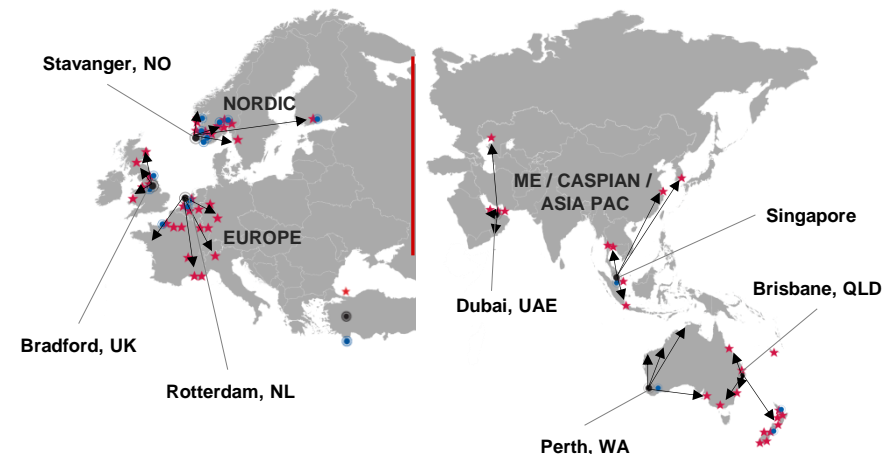 Stavanger, NO
NORDIC
EUROPE
Bradford, UK
Rotterdam, NL
ME / CASPIAN /
ASIA PAC
Singapore
Dubai, UAE
Brisbane, QLD
Perth, WA